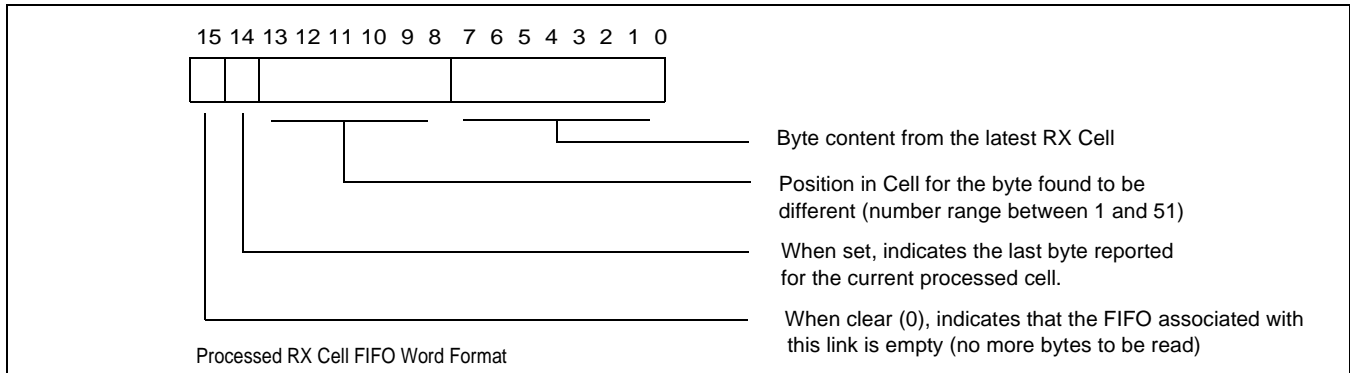 15 14 13 12 11 10 9 8 7 6 5 4 3 2 1 0
Byte content from the latest RX Cell
Position in Cell for the byte found to be
different (number range between 1 and 51)
When set, indicates the last byte reported
for the current processed cell.
When clear (0), indicates that the FIFO associated with
this link is empty (no more bytes to be read)
Processed RX Cell FIFO Word Format